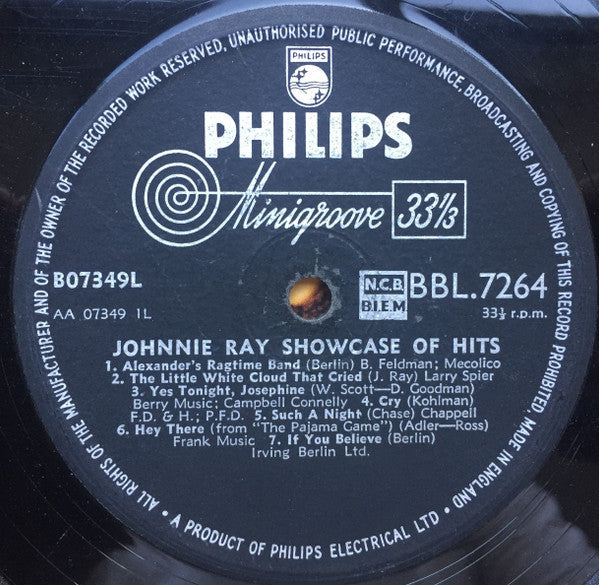 ALL RIGHTS OF THE MANUFACTURER AND OF THE OWNER OF THE RECORDED WORK RESERVED. UNAUTHORISED PUBLIC PERFORMANCE, BROADCASTING AND COPYING OF THIS RECORD PROHIBITED. MADE IN ENGLAND
PHILIPS
PHILIPS
Minigroove 33⅓
B07349L
N.C.B. BBL.7264
AA 07349 1L
B.I.E.M. 33⅓ r.p.m.
JOHNNIE RAY SHOWCASE OF HITS
1. Alexander's Ragtime Band (Berlin) B. Feldman; Mecolico
2. The Little White Cloud That Cried (J. Ray) Larry Spier
3. Yes Tonight, Josephine (W. Scott—D. Goodman)
Berry Music; Campbell Connelly 4. Cry (Kohlman)
F.D. & H.; P.F.D. 5. Such A Night (Chase) Chappell
6. Hey There (from "The Pajama Game") (Adler—Ross)
Frank Music 7. If You Believe (Berlin)
Irving Berlin Ltd.
• A PRODUCT OF PHILIPS ELECTRICAL LTD •